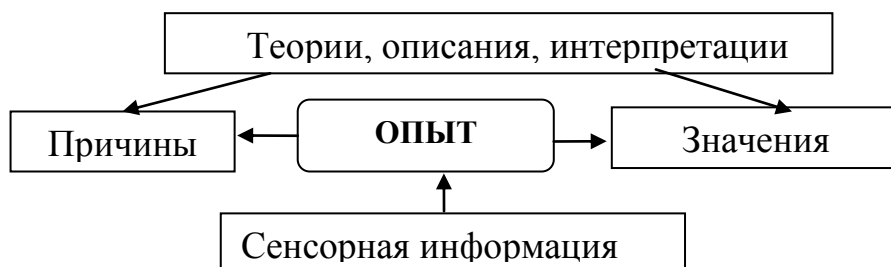 Теории, описания, интерпретации
Причины
ОПЫТ
Значения
Сенсорная информация